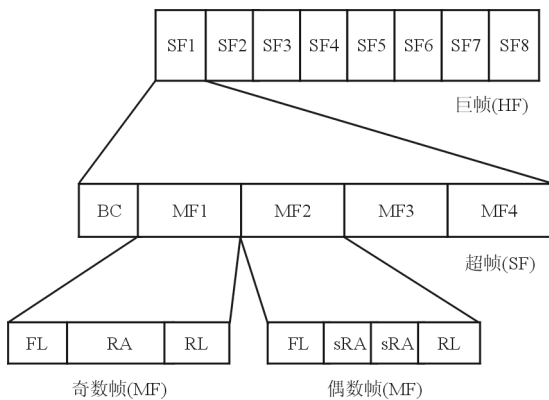 SF1 SF2 SF3 SF4 SF5 SF6 SF7 SF8
巨帧(HF)
BC MF1 MF2 MF3 MF4
超帧(SF)
FL RA RL FL sRA sRA RL
奇数帧(MF) 偶数帧(MF)